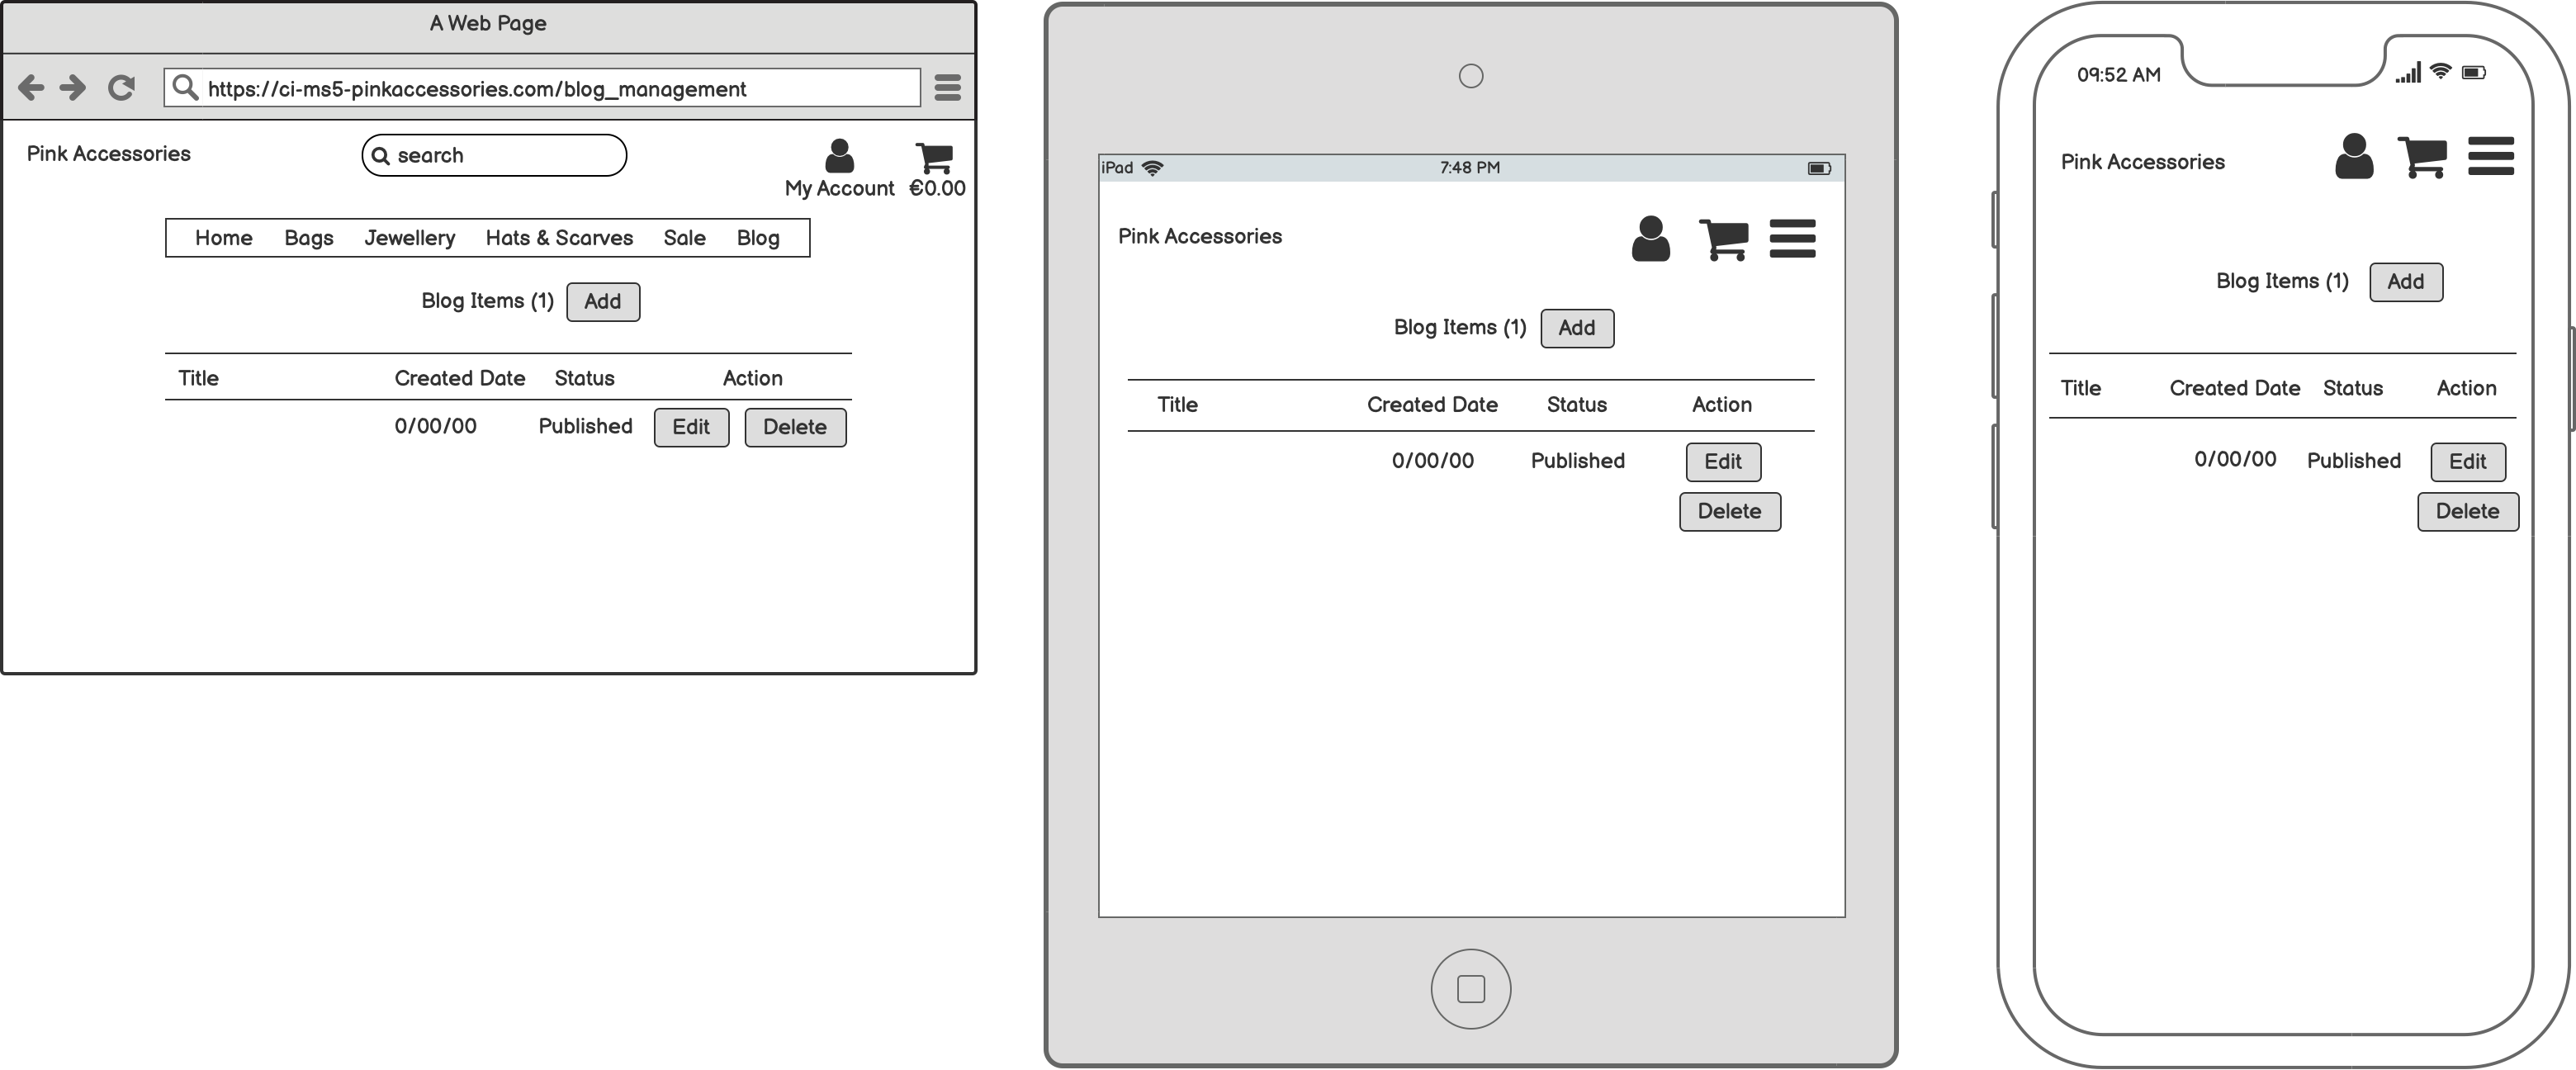 A Web Page
https://ci-ms5-pinkaccessories.com/blog_management
Pink Accessories
search
My Account €0.00
Home Bags Jewellery Hats & Scarves Sale Blog
Blog Items (1) Add
Title Created Date Status Action
0/00/00 Published Edit Delete
iPad 7:48 PM
Pink Accessories
Blog Items (1) Add
Title Created Date Status Action
0/00/00 Published Edit
Delete
09:52 AM
Pink Accessories
Blog Items (1) Add
Title Created Date Status Action
0/00/00 Published Edit
Delete